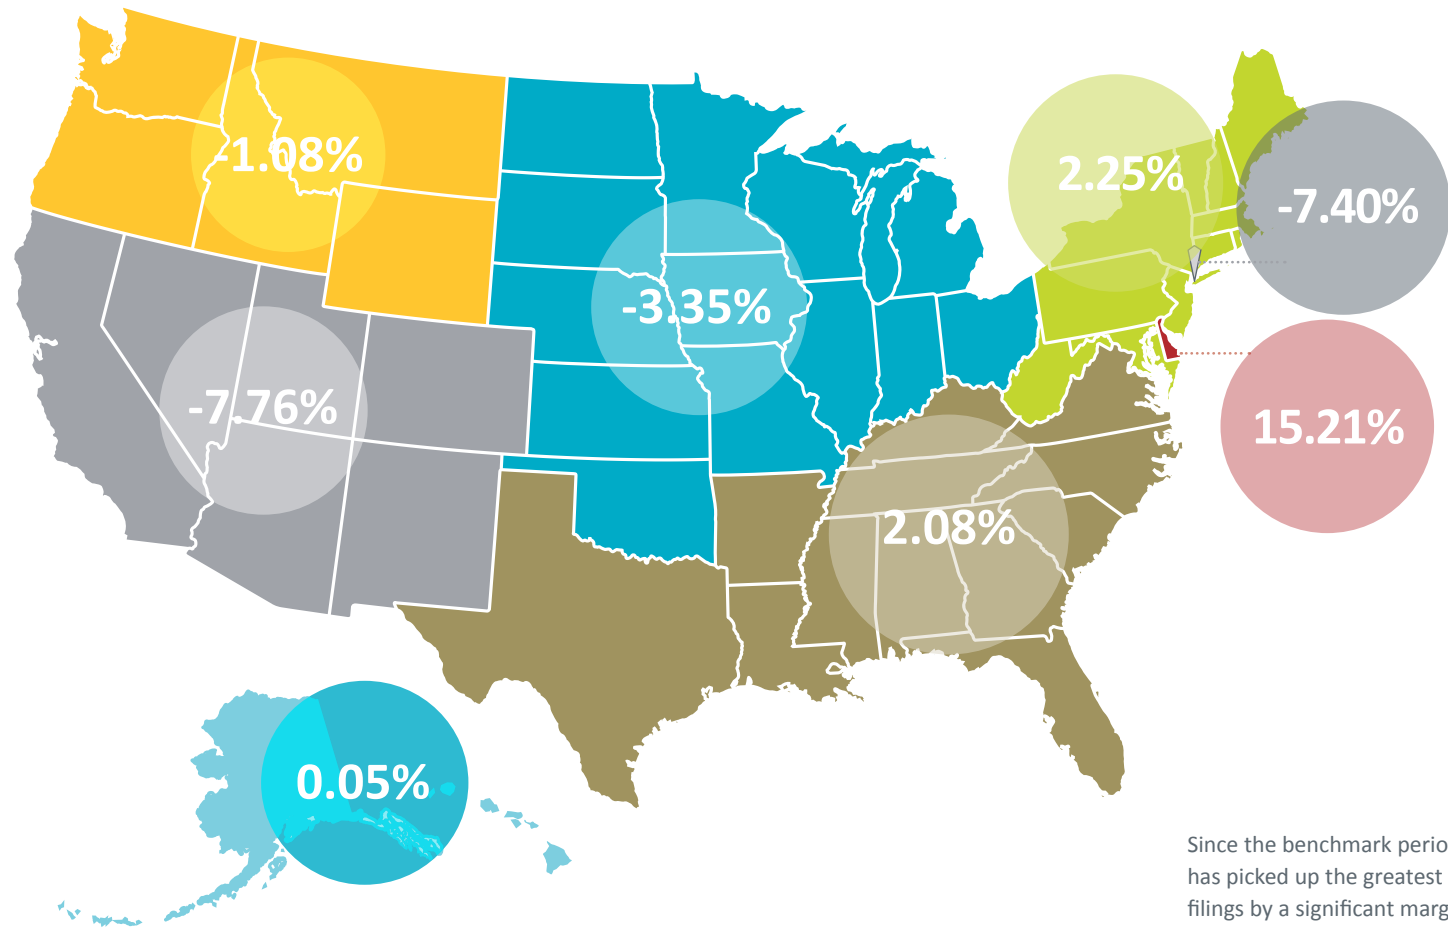 -1.08%
2.25%
-7.40%
-3.35%
-7.76%
15.21%
2.08%
0.05%
Since the benchmark perio
has picked up the greatest
filings by a significant marg